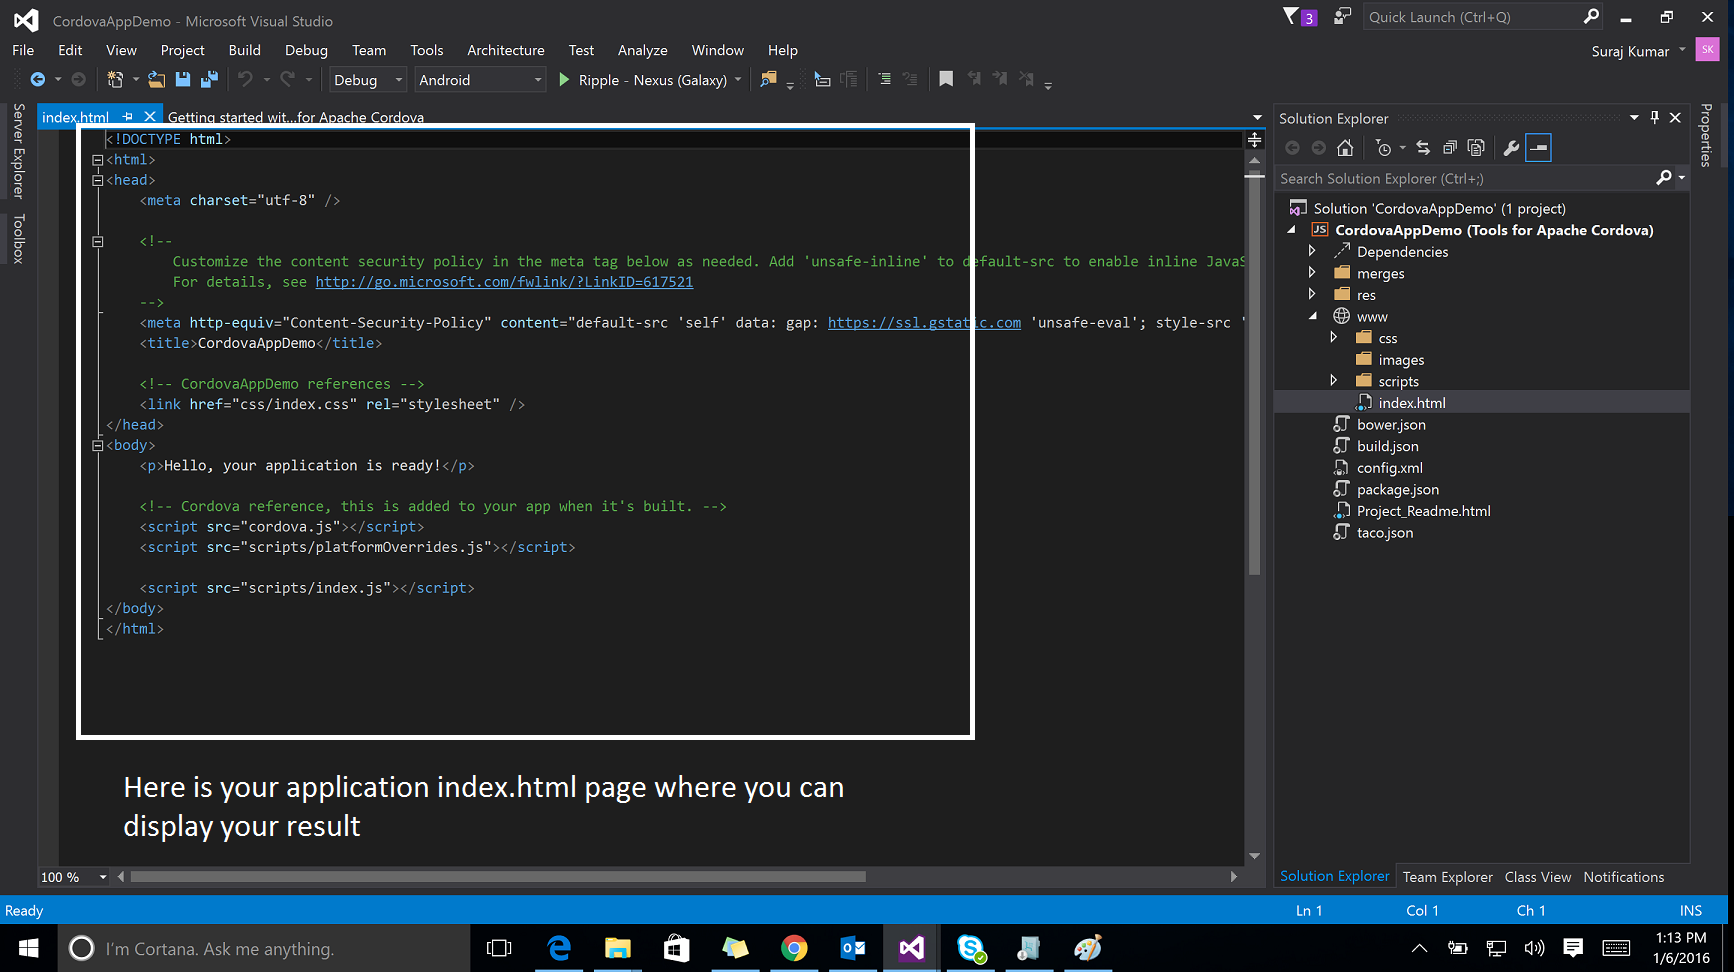 CordovaAppDemo - Microsoft Visual Studio
3
Quick Launch (Ctrl+Q)
File Edit View Project Build Debug Team Tools Architecture Test Analyze Window Help
Suraj Kumar
SK
Debug Android Ripple - Nexus (Galaxy)
Server Explorer
Toolbox
index.html Getting started wit...for Apache Cordova
<!DOCTYPE html>
<html>
<head>
<meta charset="utf-8" />
<!--
Customize the content security policy in the meta tag below as needed. Add 'unsafe-inline' to default-src to enable inline JavaS
For details, see http://go.microsoft.com/fwlink/?LinkID=617521
-->
<meta http-equiv="Content-Security-Policy" content="default-src 'self' data: gap: https://ssl.gstatic.com 'unsafe-eval'; style-src '
<title>CordovaAppDemo</title>
<!-- CordovaAppDemo references -->
<link href="css/index.css" rel="stylesheet" />
</head>
<body>
<p>Hello, your application is ready!</p>
<!-- Cordova reference, this is added to your app when it's built. -->
<script src="cordova.js"></script>
<script src="scripts/platformOverrides.js"></script>
<script src="scripts/index.js"></script>
</body>
</html>
Here is your application index.html page where you can
display your result
100 %
Solution Explorer
Search Solution Explorer (Ctrl+;)
Solution 'CordovaAppDemo' (1 project)
JS CordovaAppDemo (Tools for Apache Cordova)
Dependencies
merges
res
www
css
images
scripts
index.html
bower.json
build.json
config.xml
package.json
Project_Readme.html
taco.json
Solution Explorer Team Explorer Class View Notifications
Properties
Ready Ln 1 Col 1 Ch 1 INS
I'm Cortana. Ask me anything.
1:13 PM
1/6/2016